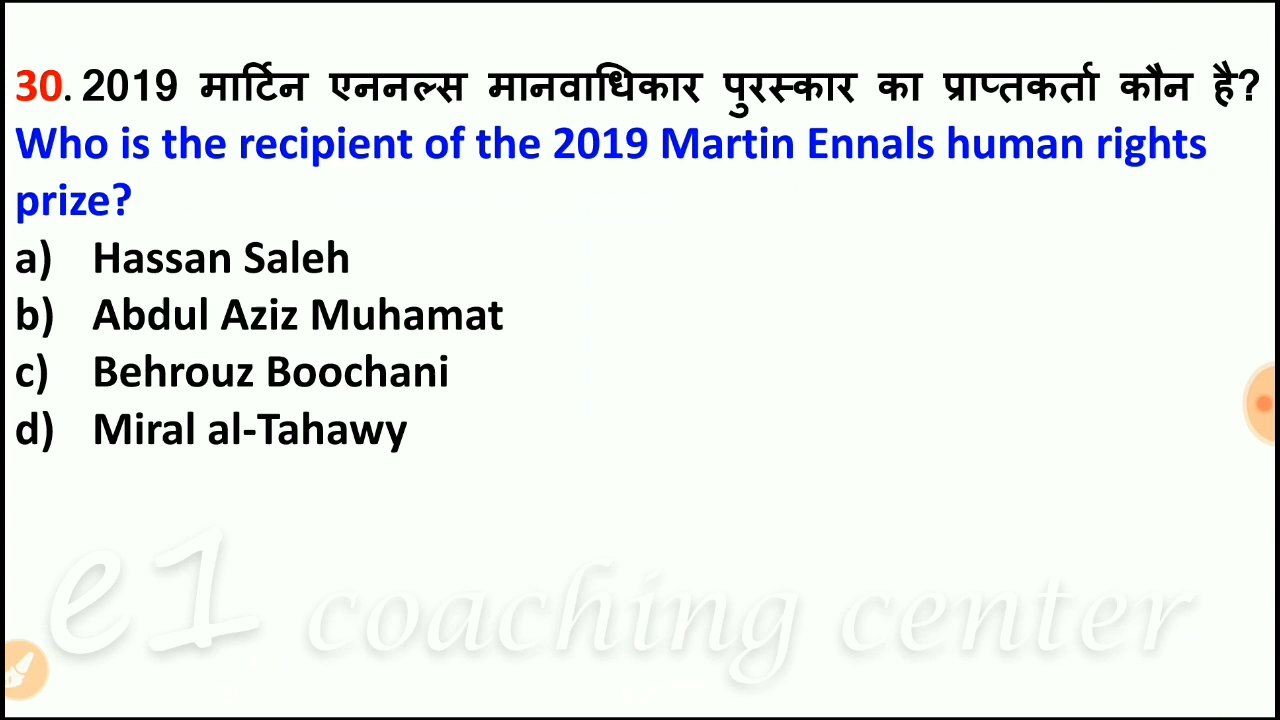 30. 2019 मार्टिन एननल्स मानवाधिकार पुरस्कार का प्राप्तकर्ता कौन है?
Who is the recipient of the 2019 Martin Ennals human rights
prize?
a) Hassan Saleh
b) Abdul Aziz Muhamat
c) Behrouz Boochani
d) Miral al-Tahawy
e1 coaching center